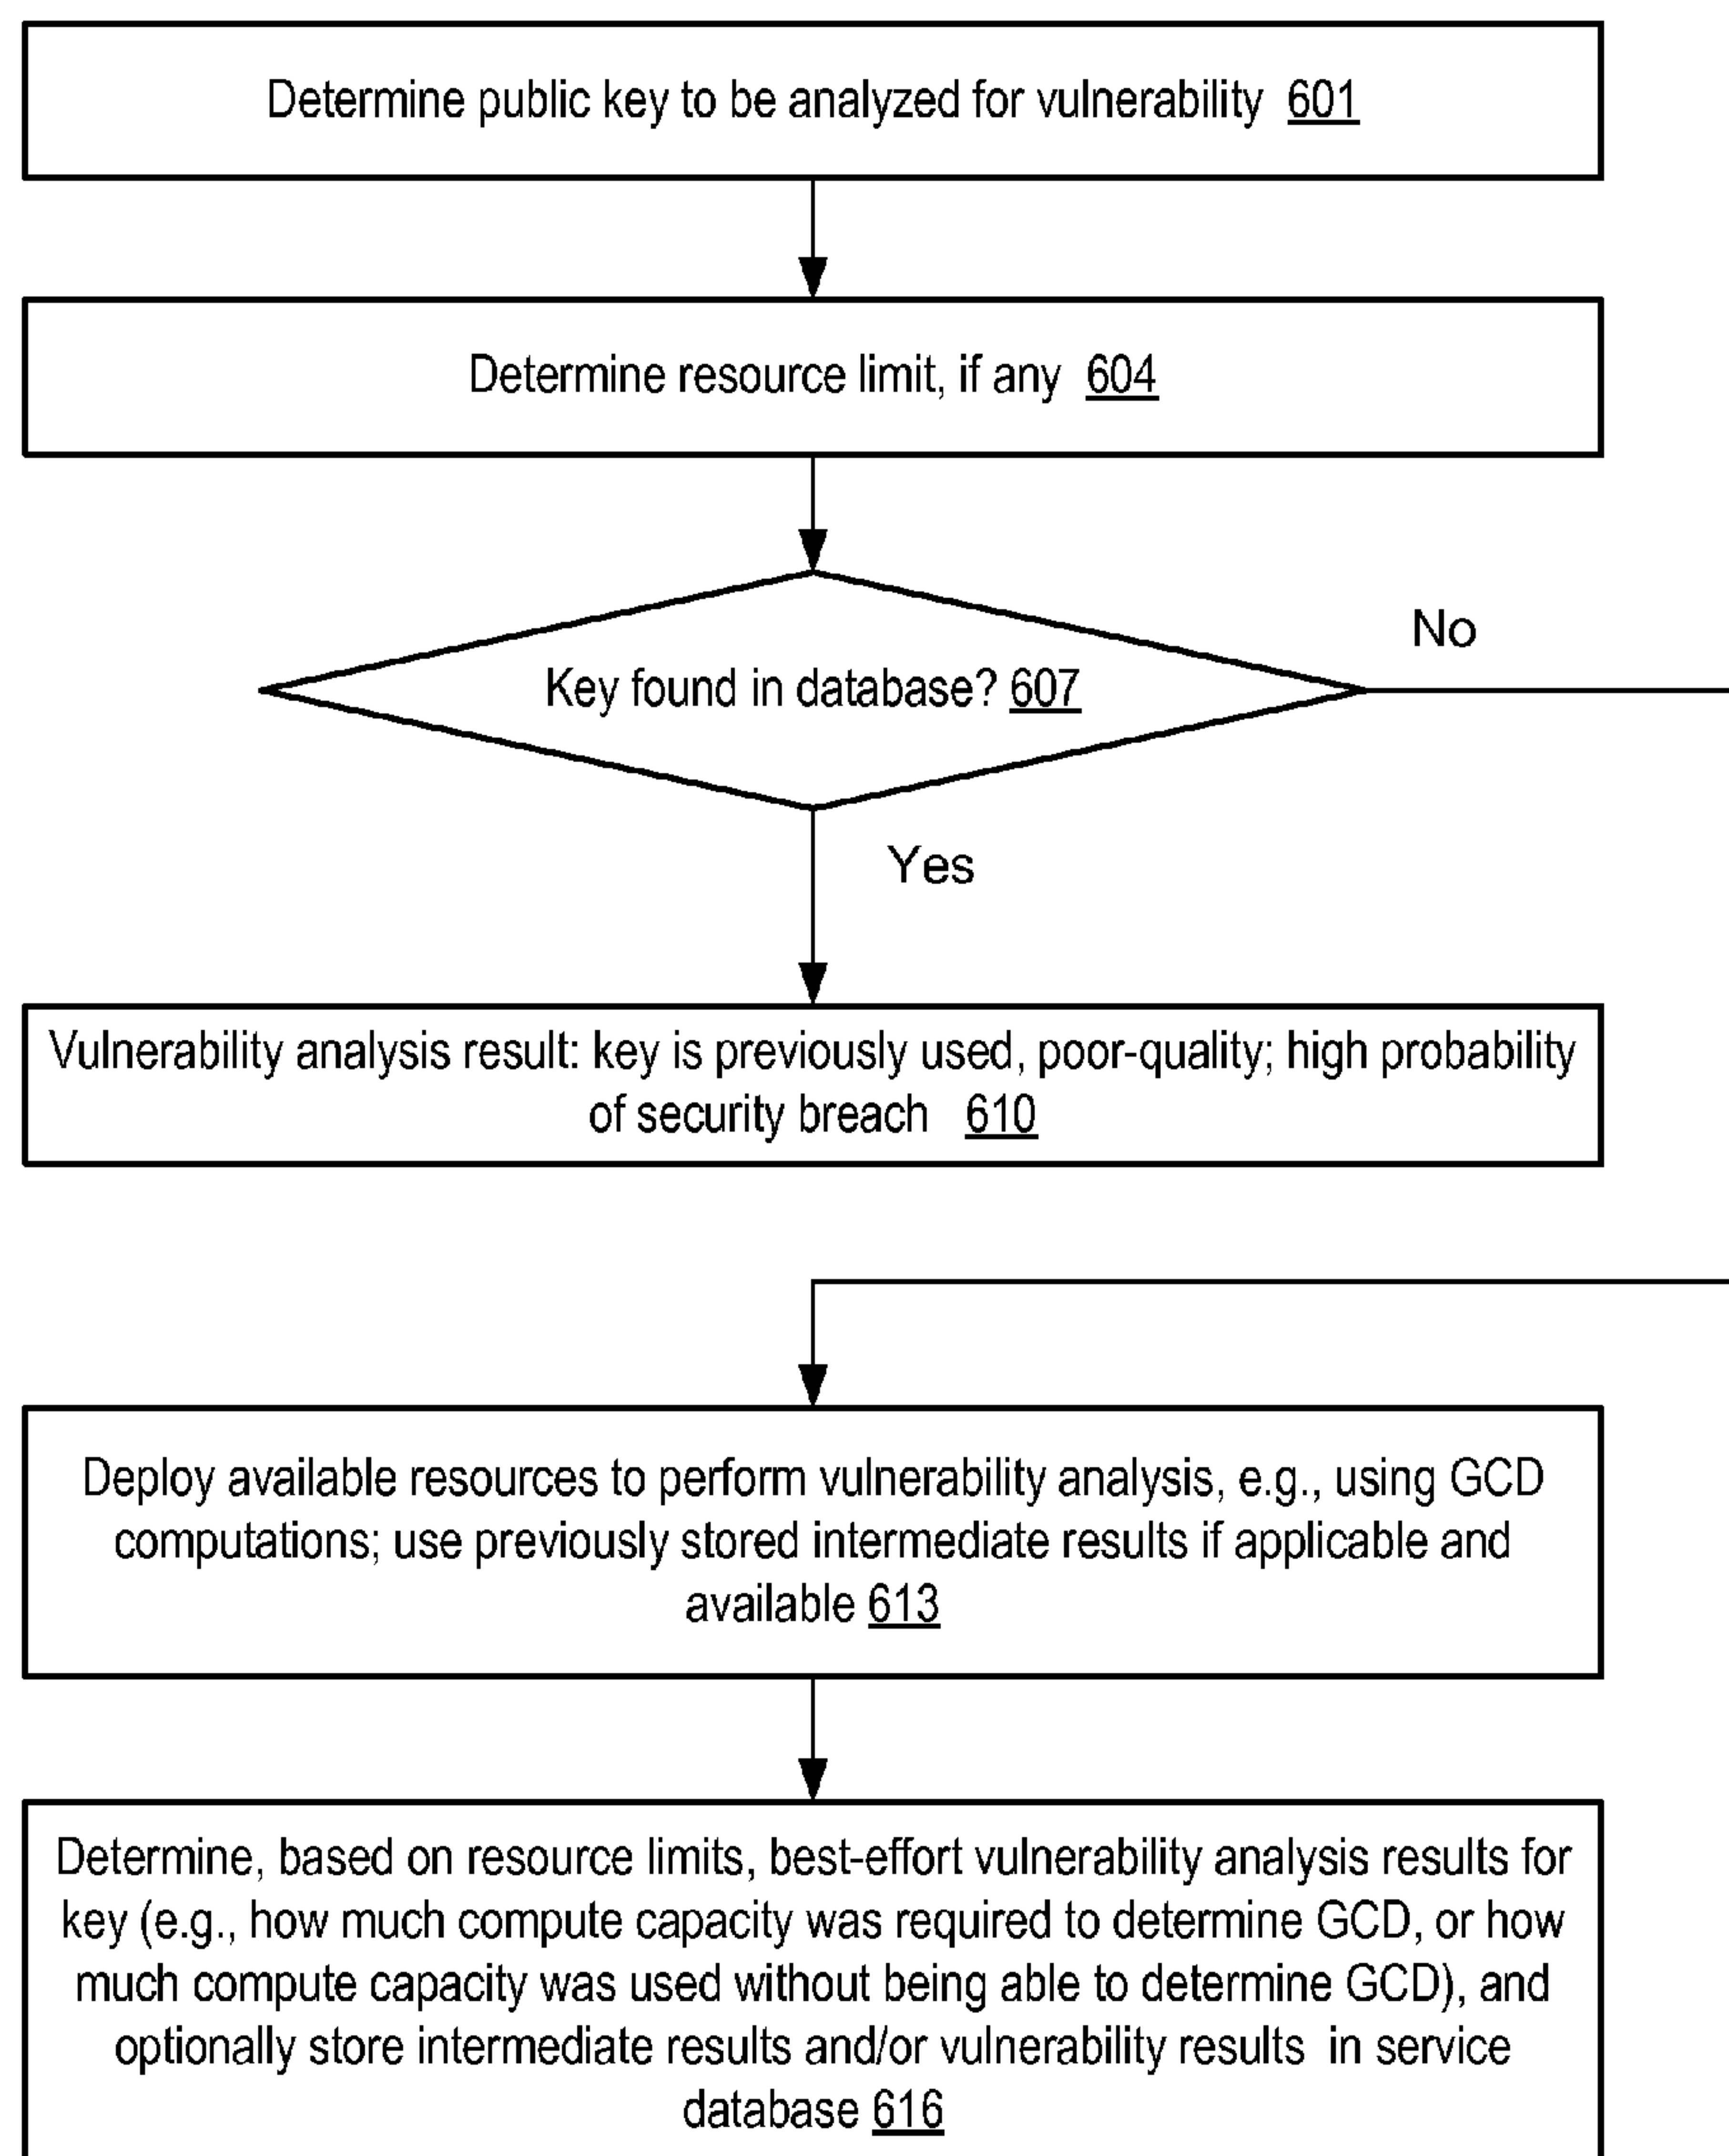 Determine public key to be analyzed for vulnerability 601
Determine resource limit, if any 604
No
Key found in database? 607
Yes
Vulnerability analysis result: key is previously used, poor-quality; high probability
of security breach 610
Deploy available resources to perform vulnerability analysis, e.g., using GCD
computations; use previously stored intermediate results if applicable and
available 613
Determine, based on resource limits, best-effort vulnerability analysis results for
key (e.g., how much compute capacity was required to determine GCD, or how
much compute capacity was used without being able to determine GCD), and
optionally store intermediate results and/or vulnerability results in service
database 616